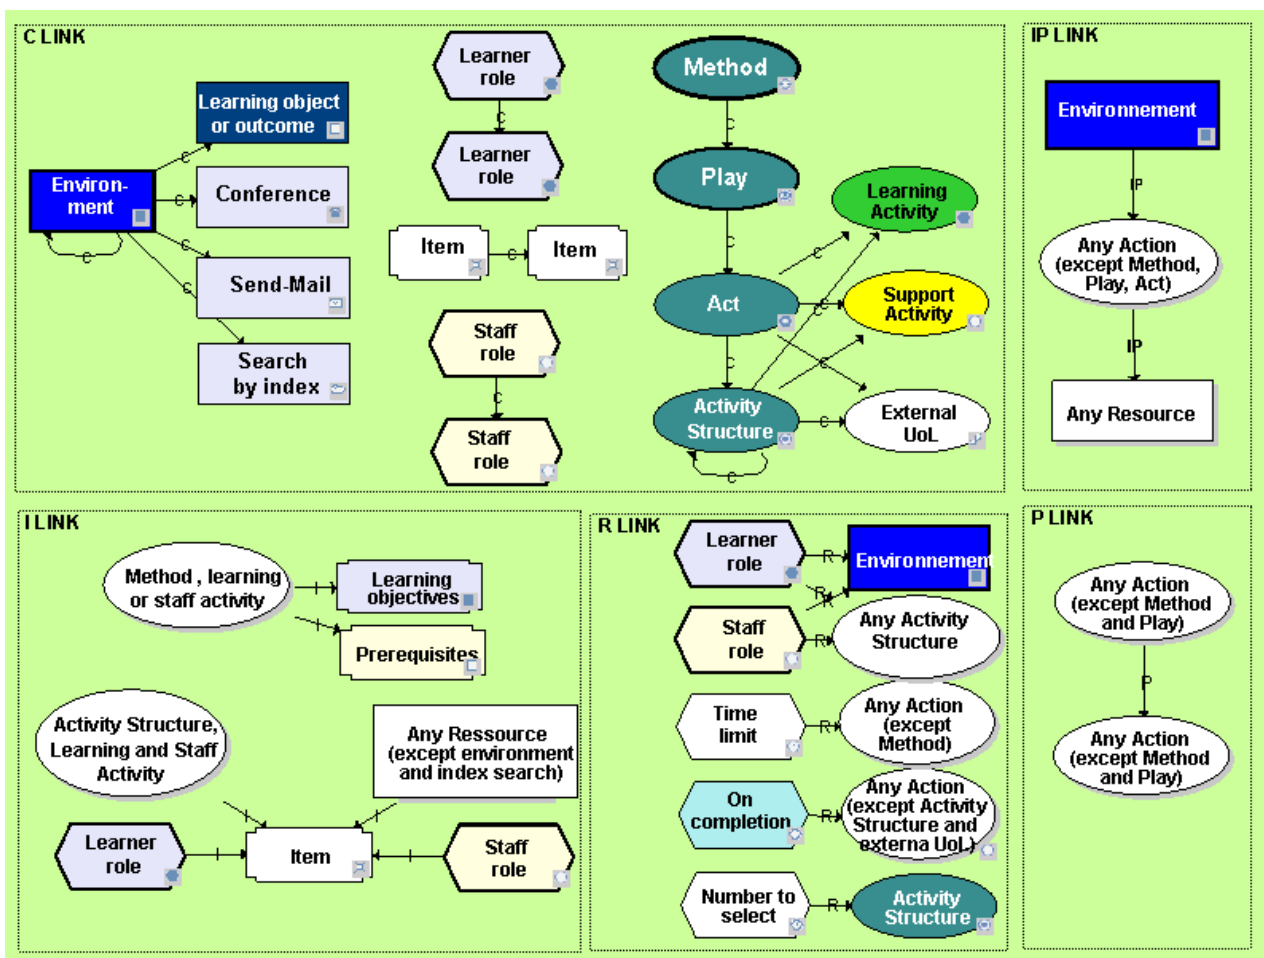 C LINK
Learning object
or outcome
Environ-
ment
Conference
Send-Mail
Search
by index
C
C
C
C
C
Learner
role
C
Learner
role
Item
C
Item
Staff
role
C
Staff
role
Method
C
Play
C
Act
C
Activity
Structure
C
Learning
Activity
Support
Activity
External
UoL
C
C
C
C
C
C
IP LINK
Environnement
IP
Any Action
(except Method,
Play, Act)
IP
Any Resource
I LINK
Method , learning
or staff activity
I
Learning
objectives
I
Prerequisites
Activity Structure,
Learning and Staff
Activity
Any Ressource
(except environment
and index search)
I
I
Learner
role
I
Item
I
Staff
role
R LINK
Learner
role
R
Environnement
R
R
Staff
role
R
Any Activity
Structure
Time
limit
R
Any Action
(except
Method)
On
completion
R
Any Action
(except Activity
Structure and
externa UoL)
Number to
select
R
Activity
Structure
P LINK
Any Action
(except Method
and Play)
P
Any Action
(except Method
and Play)